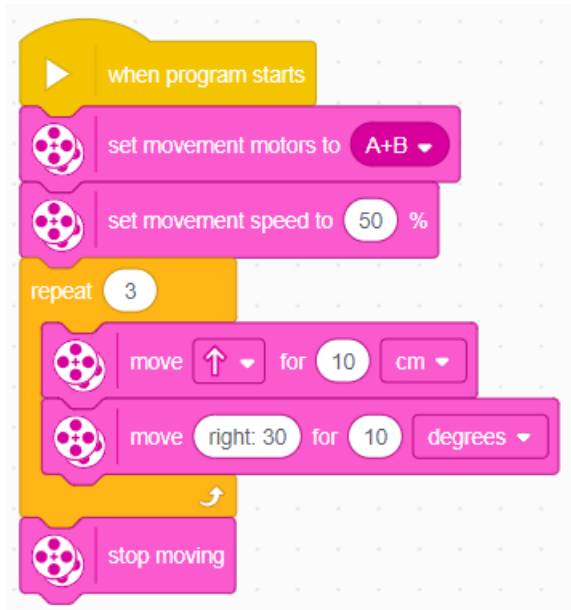 when program starts
set movement motors to A+B
set movement speed to 50 %
repeat 3
move for 10 cm
move right: 30 for 10 degrees
stop moving